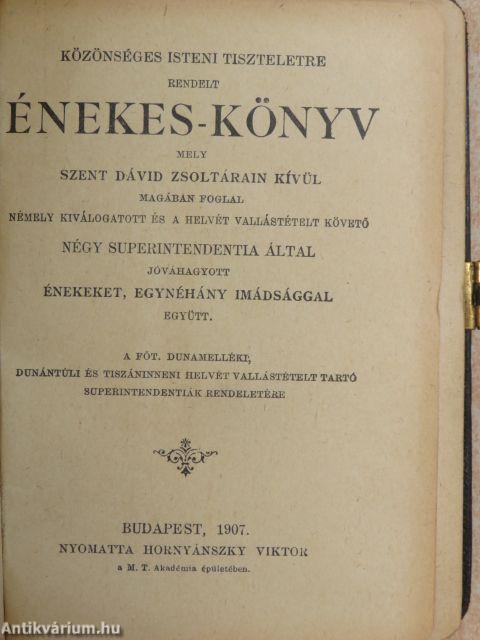 KÖZÖNSÉGES ISTENI TISZTELETRE
RENDELT
ÉNEKES-KÖNYV
MELY
SZENT DÁVID ZSOLTÁRAIN KÍVÜL
MAGÁBAN FOGLAL
NÉMELY KIVÁLOGATOTT ÉS A HELVÉT VALLÁSTÉTELT KÖVETŐ
NÉGY SUPERINTENDENTIA ÁLTAL
JÓVÁHAGYOTT
ÉNEKEKET, EGYNÉHÁNY IMÁDSÁGGAL
EGYÜTT.
A FŐT. DUNAMELLÉKI,
DUNÁNTÚLI ÉS TISZÁNINNENI HELVÉT VALLÁSTÉTELT TARTÓ
SUPERINTENDENTIÁK RENDELETÉRE
BUDAPEST, 1907.
NYOMATTA HORNYÁNSZKY VIKTOR
a M. T. Akadémia épületében.
Antikvárium.hu